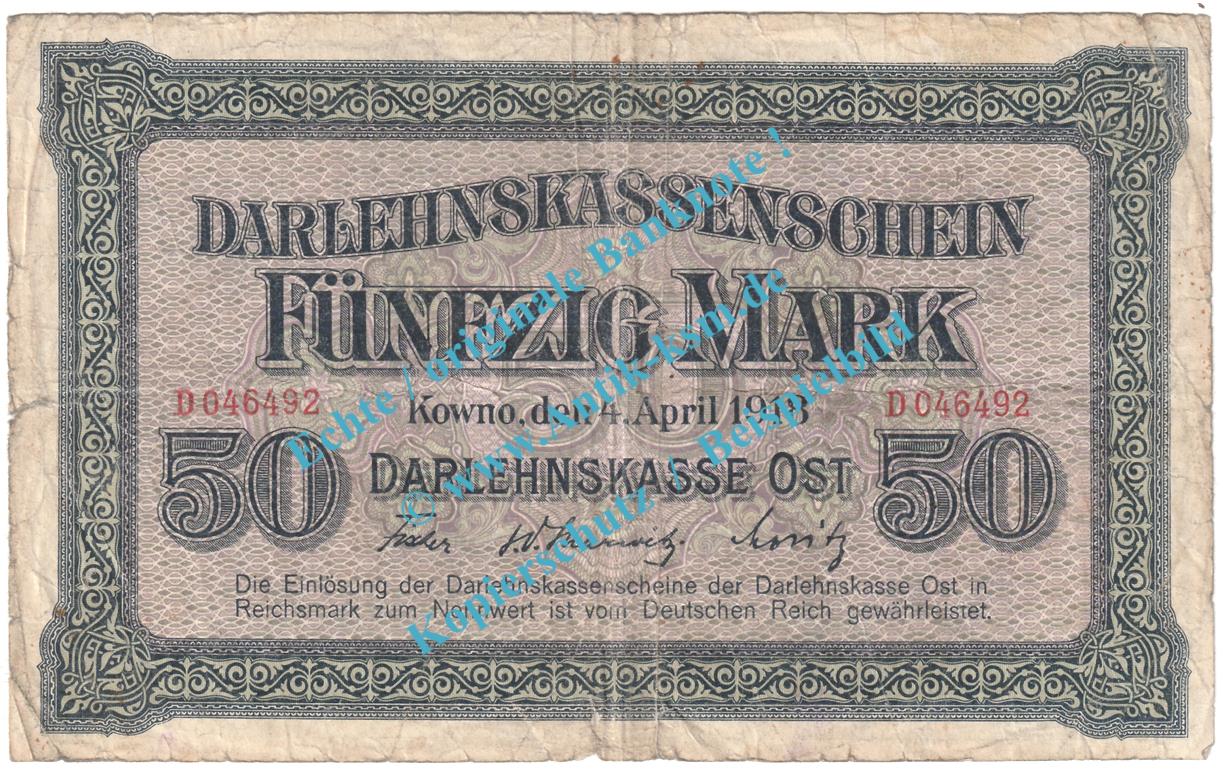 DARLEHNSKASSENSCHEIN
FÜNFZIG MARK
D 046492
D 046492
Kowno, den 4. April 1918
50
DARLEHNSKASSE OST
50
Die Einlösung der Darlehnskassenscheine der Darlehnskasse Ost in
Reichsmark zum Nennwert ist vom Deutschen Reich gewährleistet.
Echte / originale Banknote !
© www.Antik-ksm.de
Kopierschutz / Beispielbild